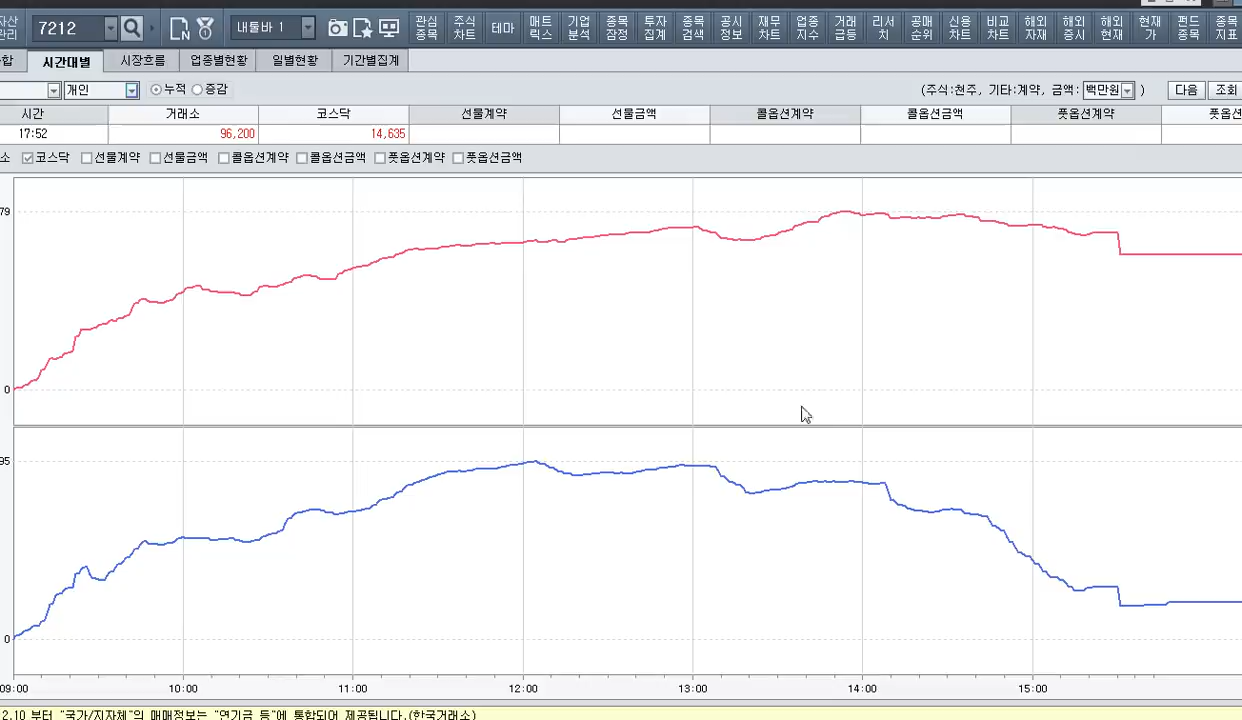 자산 관리 7212 내툴바 1 관심 종목 주식 차트 테마 매트 릭스 기업 분석 종목 잠정 투자 집계 종목 검색 공시 정보 재무 차트 업종 지수 거래 급등 리서 치 공매 순위 신용 차트 비교 차트 해외 자재 해외 증시 해외 현재 현재 가 펀드 종목 종목 지표
합 시간대별 시장흐름 업종별현황 일별현황 기간별집계
개인 누적 증감 (주식:천주, 기타:계약, 금액: 백만원 ) 다음 조회
시간 거래소 코스닥 선물계약 선물금액 콜옵션계약 콜옵션금액 풋옵션계약 풋옵션
17:52 96,200 14,635
소 코스닥 선물계약 선물금액 콜옵션계약 콜옵션금액 풋옵션계약 풋옵션금액
79
0
95
0
09:00 10:00 11:00 12:00 13:00 14:00 15:00
2.10 부터 "국가/지자체"의 매매정보는 "연기금 등"에 통합되어 제공됩니다.(한국거래소)